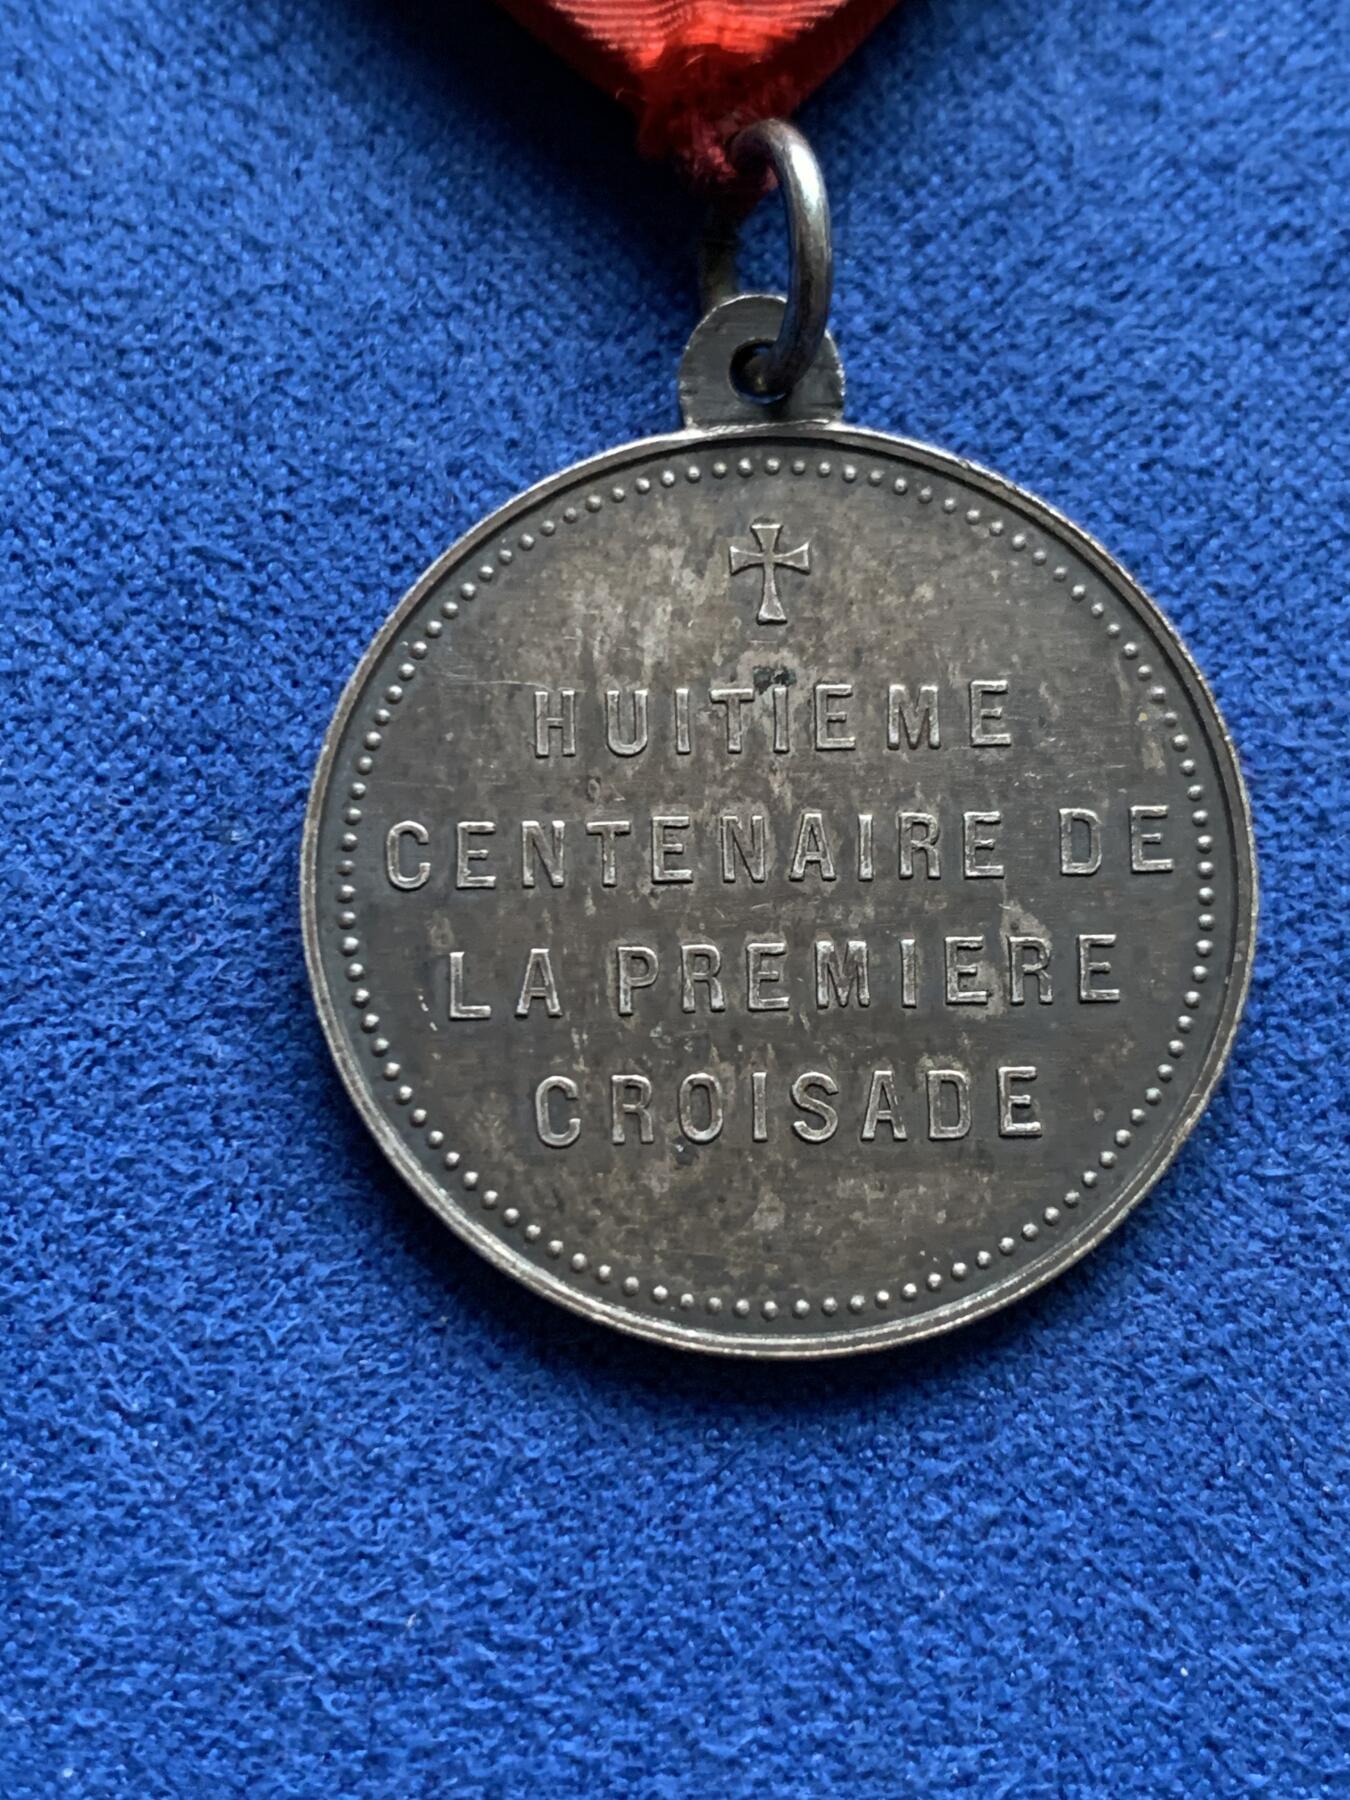 HUITIEME
CENTENAIRE DE
LA PREMIERE
CROISADE